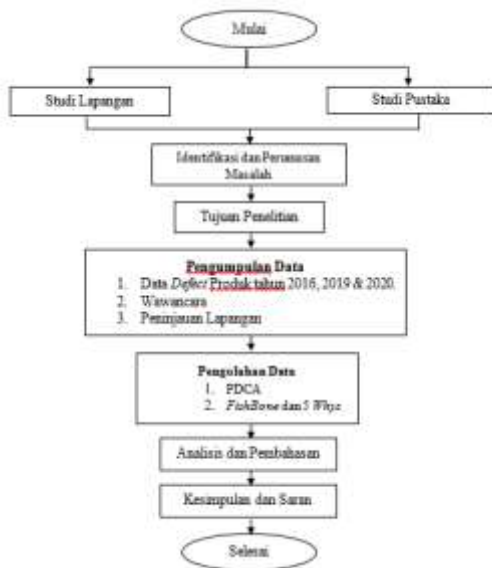 Mulai
Studi Lapangan
Studi Pustaka
Identifikasi dan Perumusan
Masalah
Tujuan Penelitian
Pengumpulan Data
1. Data Defect Produk tahun 2016, 2019 & 2020.
2. Wawancara
3. Peninjauan Lapangan
Pengolahan Data
1. PDCA
2. FishBone dan 5 Whys
Analisis dan Pembahasan
Kesimpulan dan Saran
Selesai